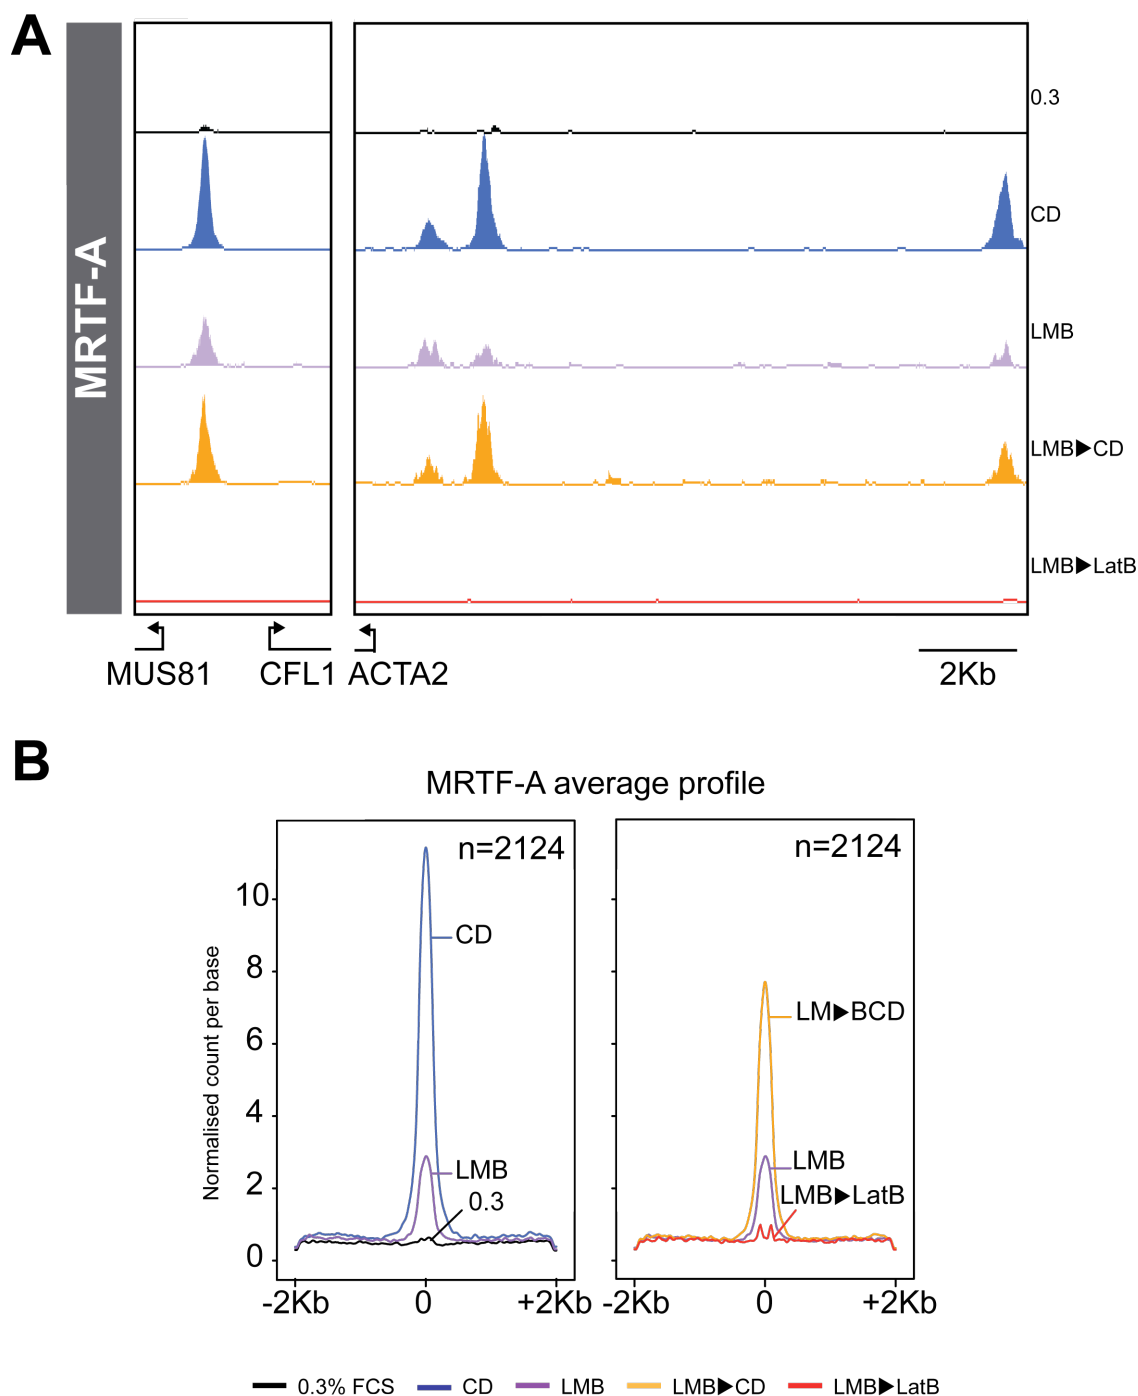 A
MRTF-A
0.3
CD
LMB
LMB▶CD
LMB▶LatB
MUS81 CFL1 ACTA2 2Kb
B
MRTF-A average profile
Normalised count per base
n=2124 n=2124
10
8
6
4
2
0
CD
LMB
0.3
LM▶BCD
LMB
LMB▶LatB
-2Kb 0 +2Kb -2Kb 0 +2Kb
0.3% FCS CD LMB LMB▶CD LMB▶LatB